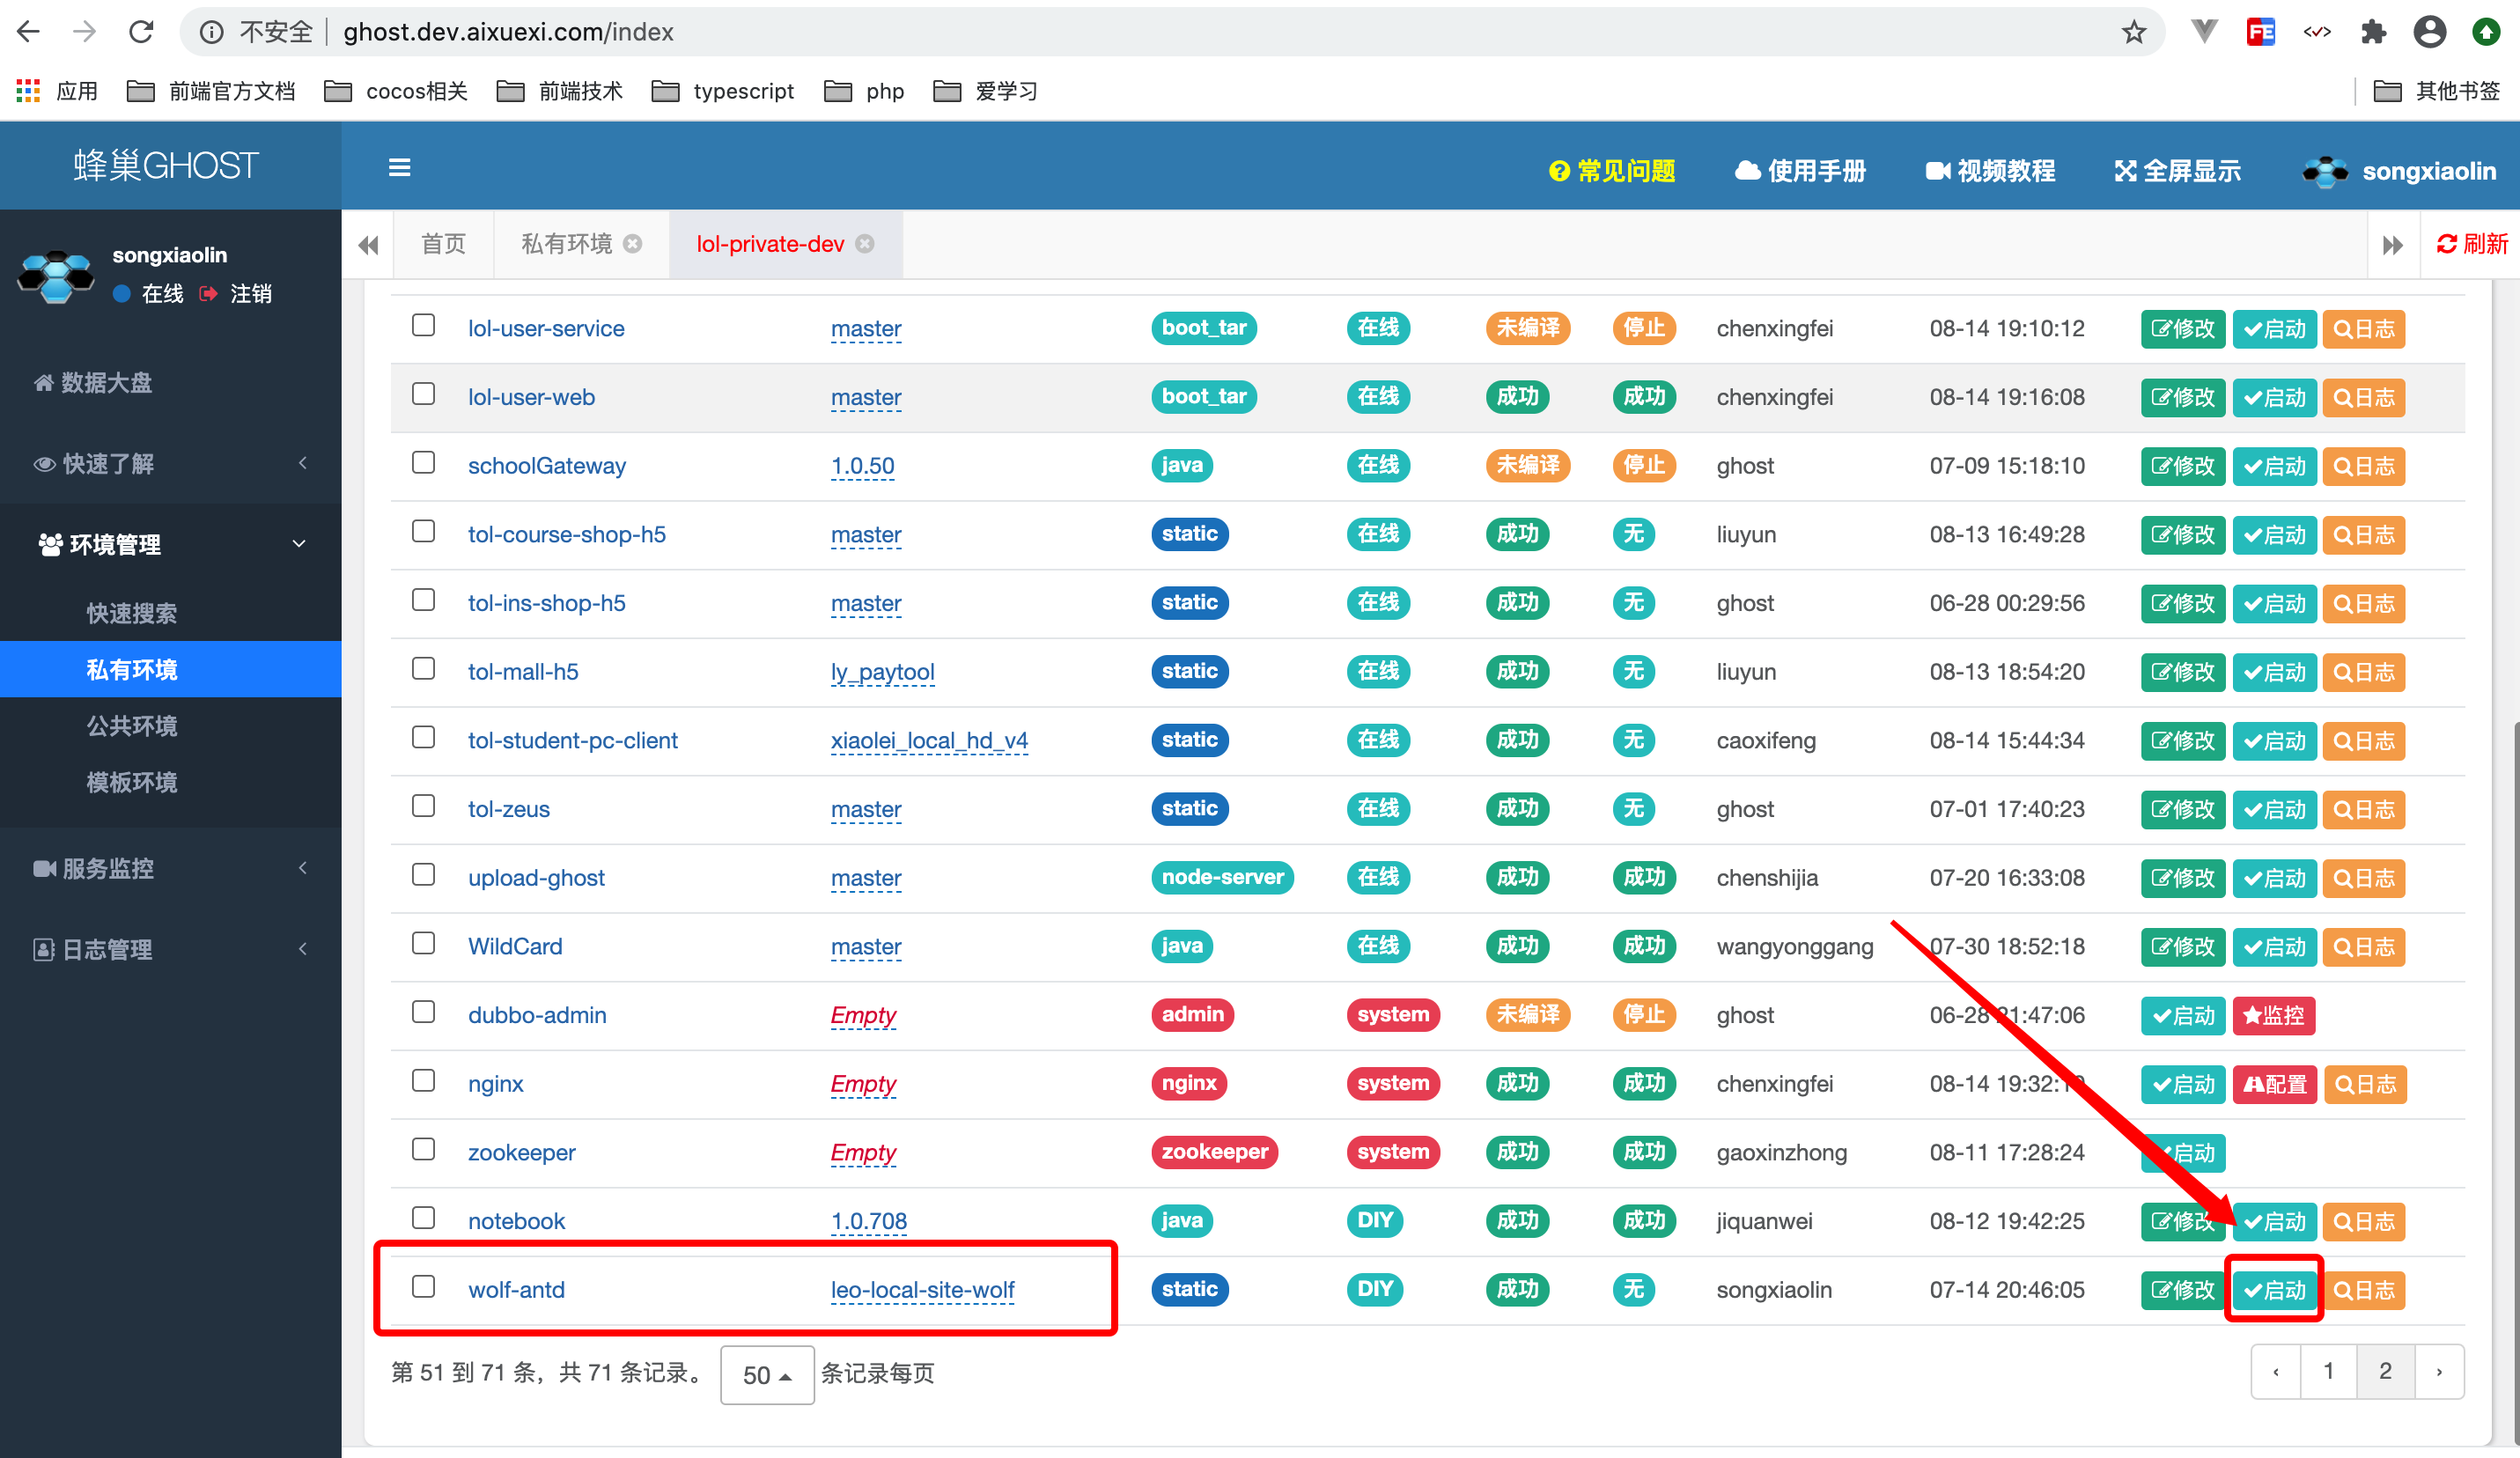 不安全 ghost.dev.aixuexi.com/index
应用 前端官方文档 cocos相关 前端技术 typescript php 爱学习 其他书签
蜂巢GHOST 常见问题 使用手册 视频教程 全屏显示 songxiaolin
songxiaolin
在线 注销
数据大盘
快速了解
环境管理
快速搜索
私有环境
公共环境
模板环境
服务监控
日志管理
首页 私有环境 lol-private-dev 刷新
lol-user-service master boot_tar 在线 未编译 停止 chenxingfei 08-14 19:10:12 修改 启动 日志
lol-user-web master boot_tar 在线 成功 成功 chenxingfei 08-14 19:16:08 修改 启动 日志
schoolGateway 1.0.50 java 在线 未编译 停止 ghost 07-09 15:18:10 修改 启动 日志
tol-course-shop-h5 master static 在线 成功 无 liuyun 08-13 16:49:28 修改 启动 日志
tol-ins-shop-h5 master static 在线 成功 无 ghost 06-28 00:29:56 修改 启动 日志
tol-mall-h5 ly_paytool static 在线 成功 无 liuyun 08-13 18:54:20 修改 启动 日志
tol-student-pc-client xiaolei_local_hd_v4 static 在线 成功 无 caoxifeng 08-14 15:44:34 修改 启动 日志
tol-zeus master static 在线 成功 无 ghost 07-01 17:40:23 修改 启动 日志
upload-ghost master node-server 在线 成功 成功 chenshijia 07-20 16:33:08 修改 启动 日志
WildCard master java 在线 成功 成功 wangyonggang 07-30 18:52:18 修改 启动 日志
dubbo-admin Empty admin system 未编译 停止 ghost 06-28 21:47:06 启动 监控
nginx Empty nginx system 成功 成功 chenxingfei 08-14 启动 配置 日志
zookeeper Empty zookeeper system 成功 成功 gaoxinzhong 08-11 17:28:24 启动
notebook 1.0.708 java DIY 成功 成功 jiquanwei 08-12 19:42:25 修改 启动 日志
wolf-antd leo-local-site-wolf static DIY 成功 无 songxiaolin 07-14 20:46:05 修改 启动 日志
第 51 到 71 条，共 71 条记录。 50 条记录每页 ‹ 1 2 ›